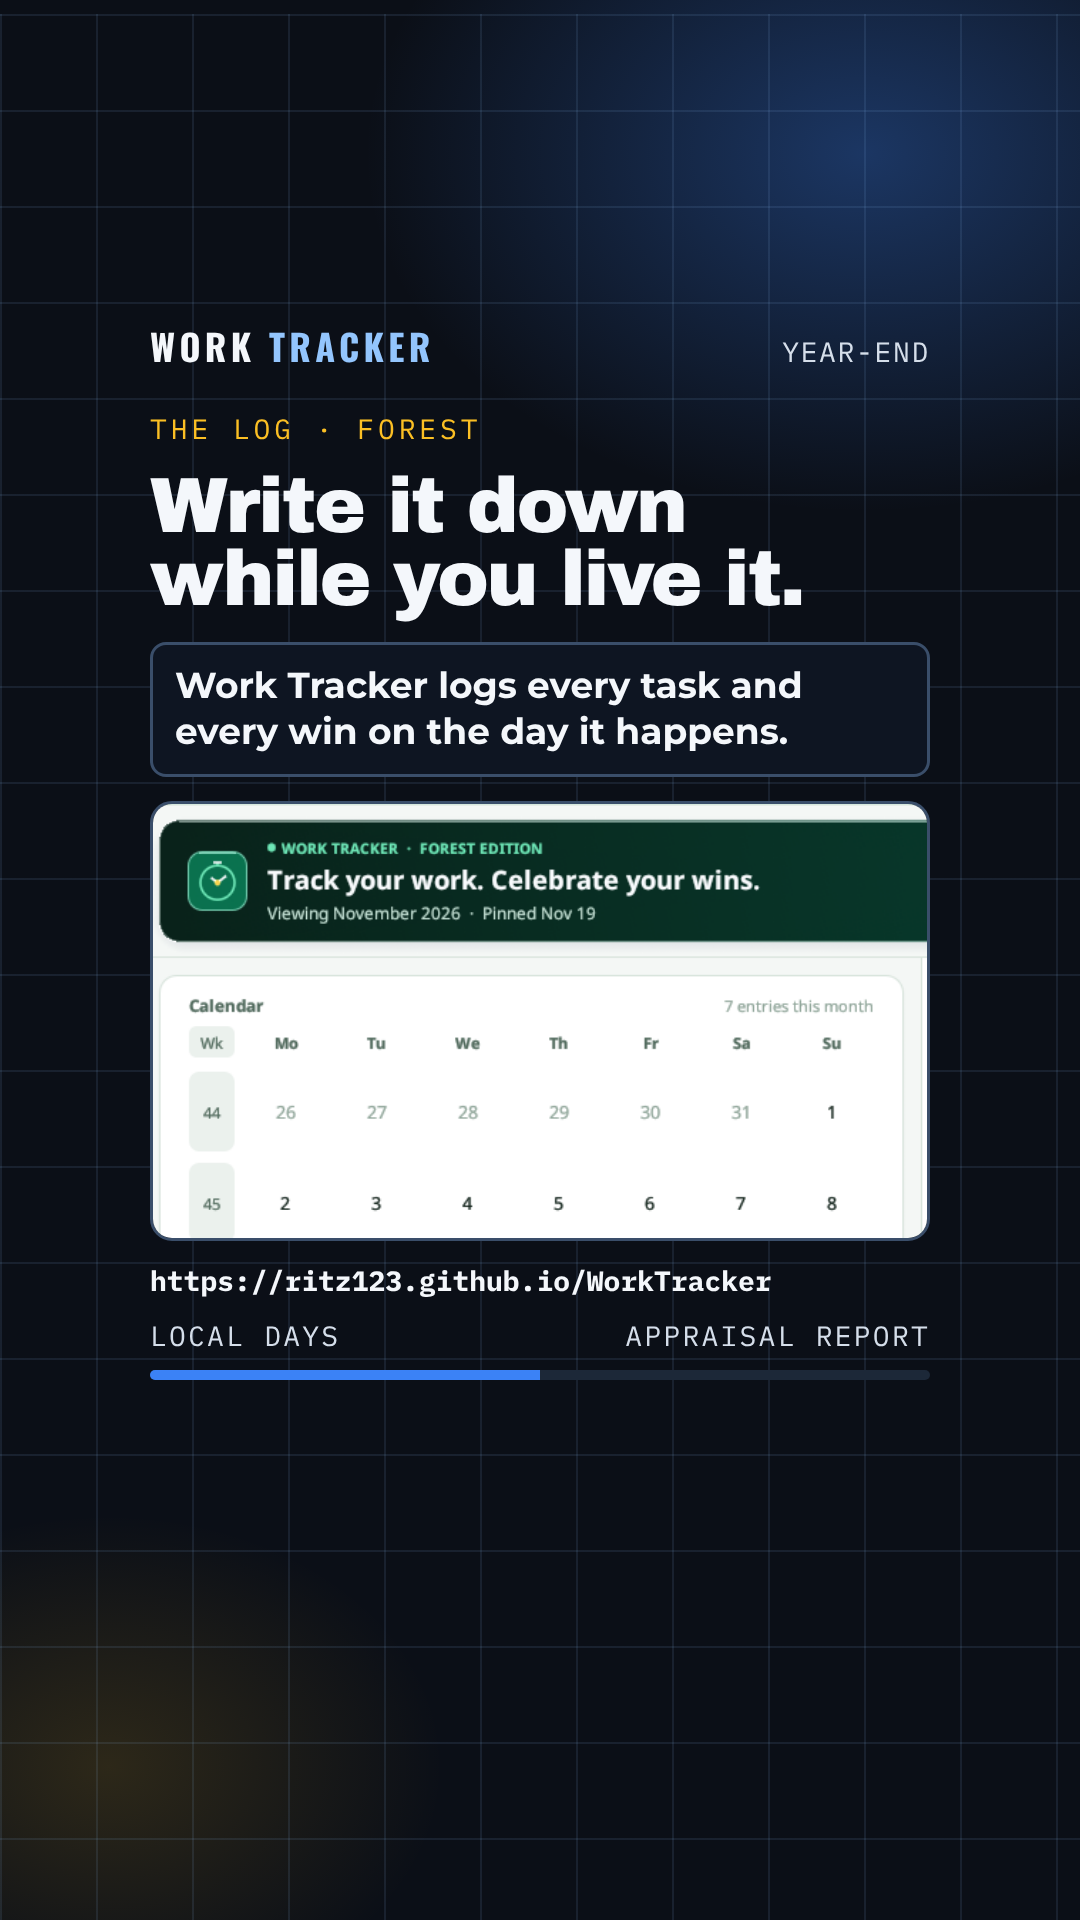 WORK TRACKER
YEAR-END
THE LOG · FOREST
Write it down
while you live it.
Work Tracker logs every task and
every win on the day it happens.
WORK TRACKER · FOREST EDITION
Track your work. Celebrate your wins.
Viewing November 2026 · Pinned Nov 19
Calendar
7 entries this month
Wk Mo Tu We Th Fr Sa Su
44 26 27 28 29 30 31 1
45 2 3 4 5 6 7 8
https://ritz123.github.io/WorkTracker
LOCAL DAYS
APPRAISAL REPORT